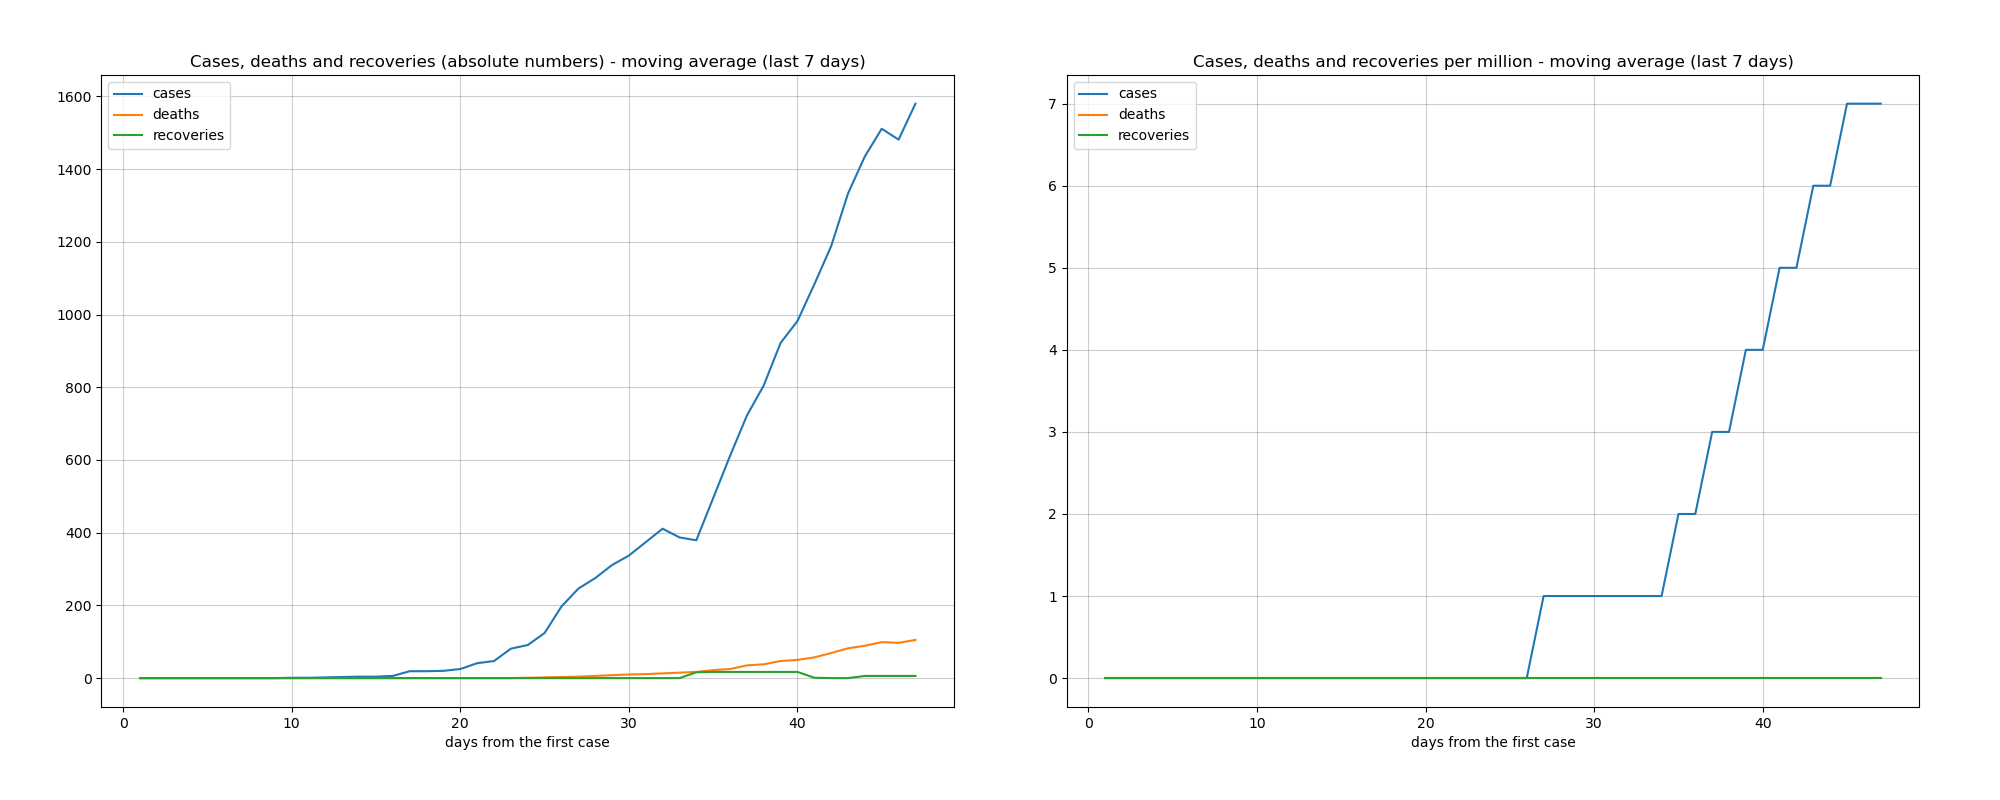 Cases, deaths and recoveries (absolute numbers) - moving average (last 7 days)
cases
deaths
recoveries
1600
1400
1200
1000
800
600
400
200
0
0 10 20 30 40
days from the first case
Cases, deaths and recoveries per million - moving average (last 7 days)
cases
deaths
recoveries
7
6
5
4
3
2
1
0
0 10 20 30 40
days from the first case